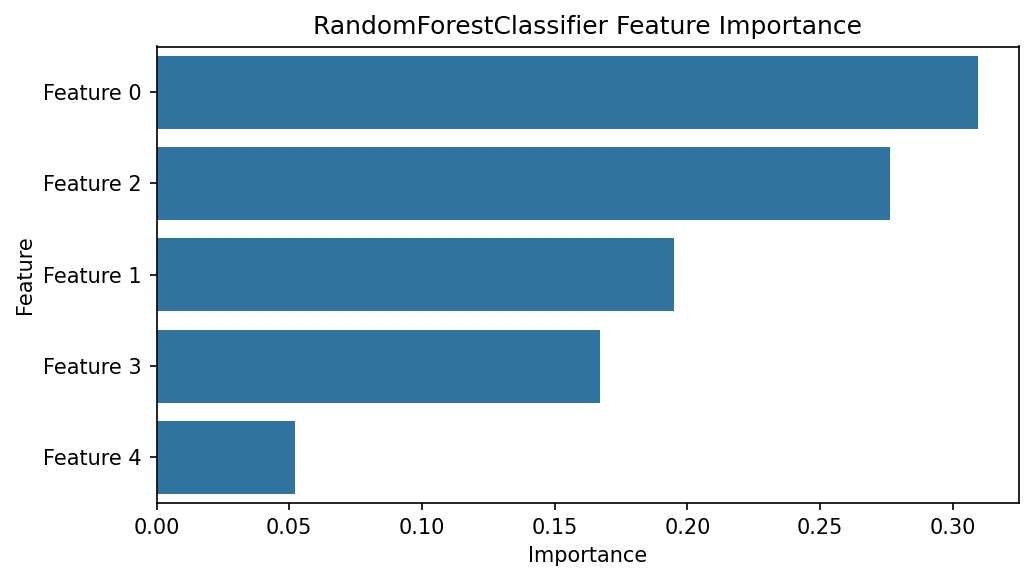 RandomForestClassifier Feature Importance
Feature
Feature 0
Feature 2
Feature 1
Feature 3
Feature 4
0.00 0.05 0.10 0.15 0.20 0.25 0.30
Importance